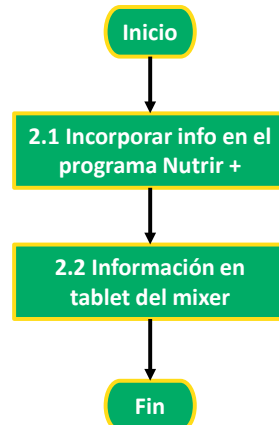 Inicio
2.1 Incorporar info en el
programa Nutrir +
2.2 Información en
tablet del mixer
Fin